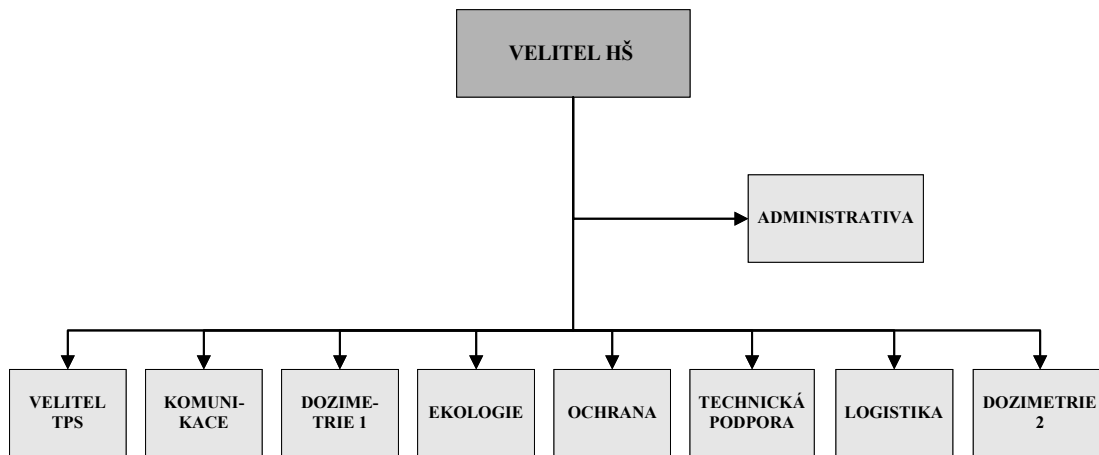 VELITEL HŠ
ADMINISTRATIVA
VELITEL
TPS
KOMUNI-
KACE
DOZIME-
TRIE 1
EKOLOGIE
OCHRANA
TECHNICKÁ
PODPORA
LOGISTIKA
DOZIMETRIE
2